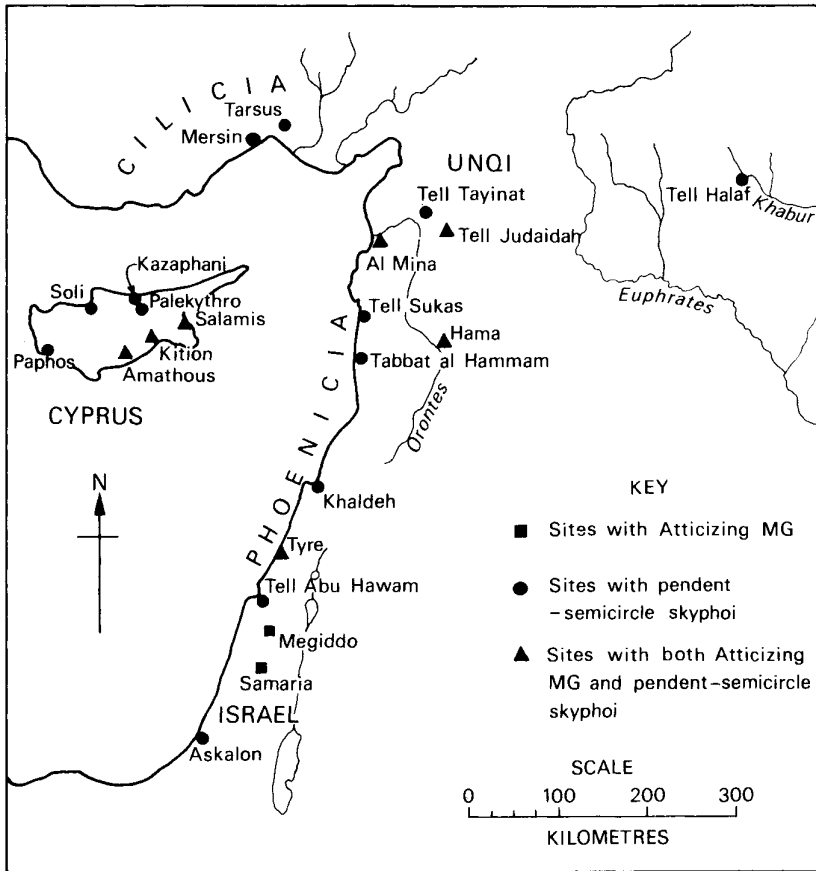 CILICIA
Tarsus
Mersin
UNQI
Tell Tayinat
Tell Halaf
Khabur
Tell Judaidah
Al Mina
Kazaphani
Soli
Palekythro
Salamis
Euphrates
Tell Sukas
Hama
Kition
Paphos
Amathous
Tabbat al Hammam
CYPRUS
Orontes
PHOENICIA
N
Khaldeh
KEY
Sites with Atticizing MG
Tyre
Tell Abu Hawam
Sites with pendent
-semicircle skyphoi
Megiddo
Sites with both Atticizing
MG and pendent-semicircle
skyphoi
Samaria
ISRAEL
Askalon
SCALE
0 100 200 300
KILOMETRES